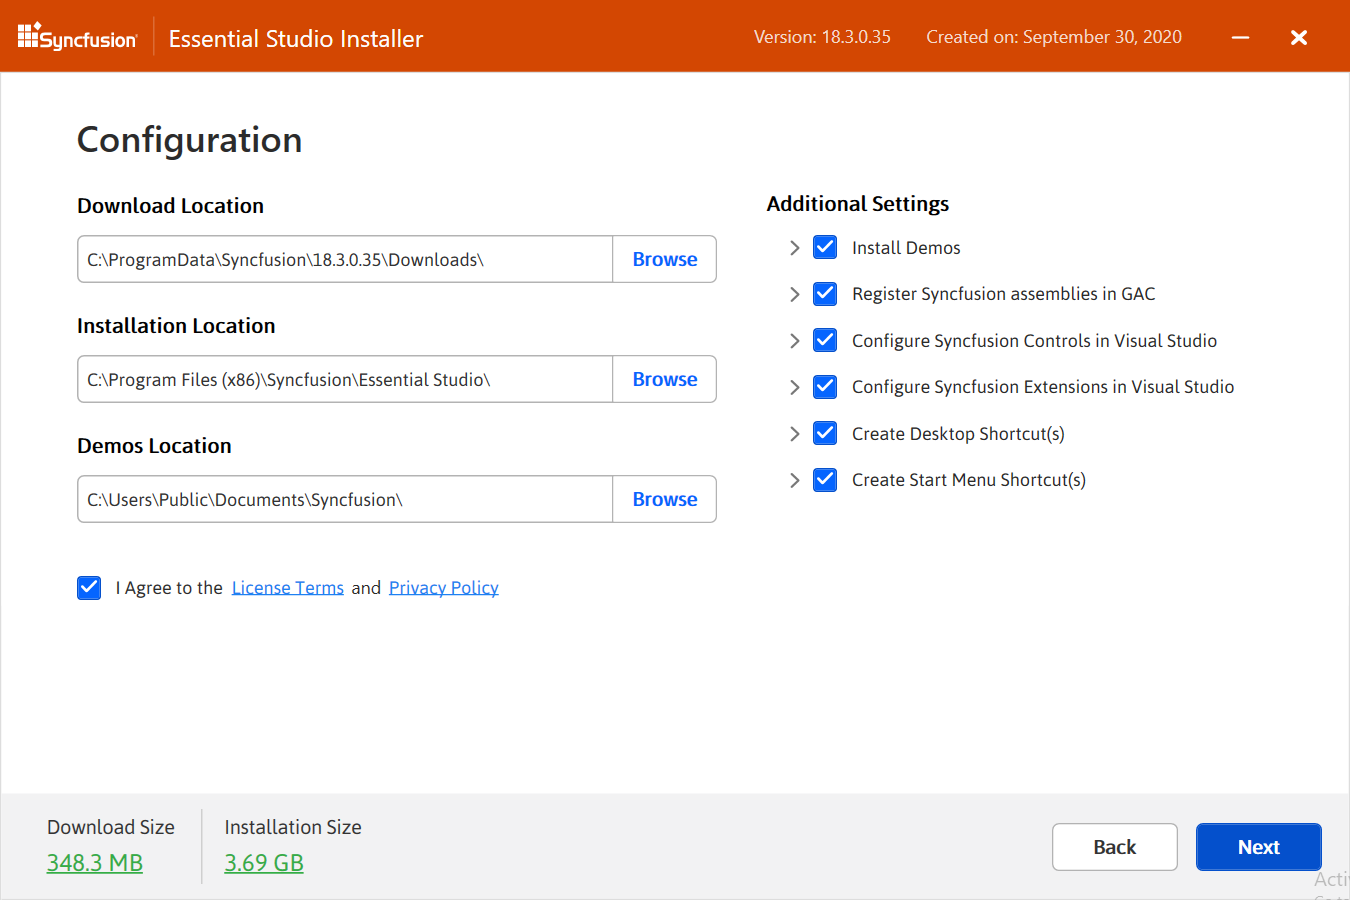 Syncfusion
Essential Studio Installer
Version: 18.3.0.35
Created on: September 30, 2020
Configuration
Download Location
C:\ProgramData\Syncfusion\18.3.0.35\Downloads\
Browse
Installation Location
C:\Program Files (x86)\Syncfusion\Essential Studio\
Browse
Demos Location
C:\Users\Public\Documents\Syncfusion\
Browse
I Agree to the License Terms and Privacy Policy
Additional Settings
Install Demos
Register Syncfusion assemblies in GAC
Configure Syncfusion Controls in Visual Studio
Configure Syncfusion Extensions in Visual Studio
Create Desktop Shortcut(s)
Create Start Menu Shortcut(s)
Download Size
348.3 MB
Installation Size
3.69 GB
Back
Next